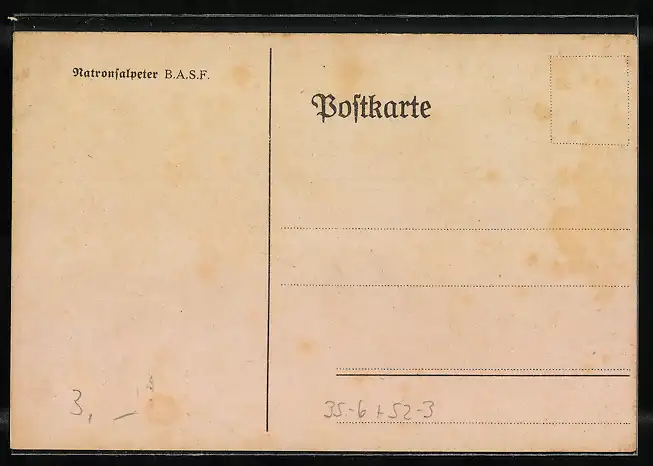 Natronſalpeter B.A.S.F.
Poſtkarte
3, –
35-6 + 52-3